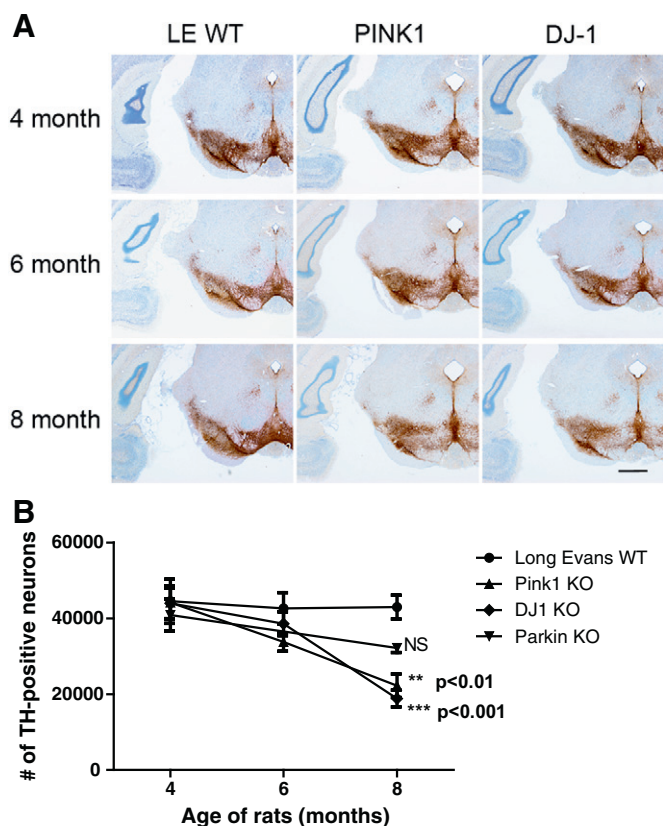 A
LE WT
PINK1
DJ-1
4 month
6 month
8 month
B
60000
40000
20000
0
# of TH-positive neurons
4
6
8
Age of rats (months)
NS
** p<0.01
*** p<0.001
Long Evans WT
Pink1 KO
DJ1 KO
Parkin KO